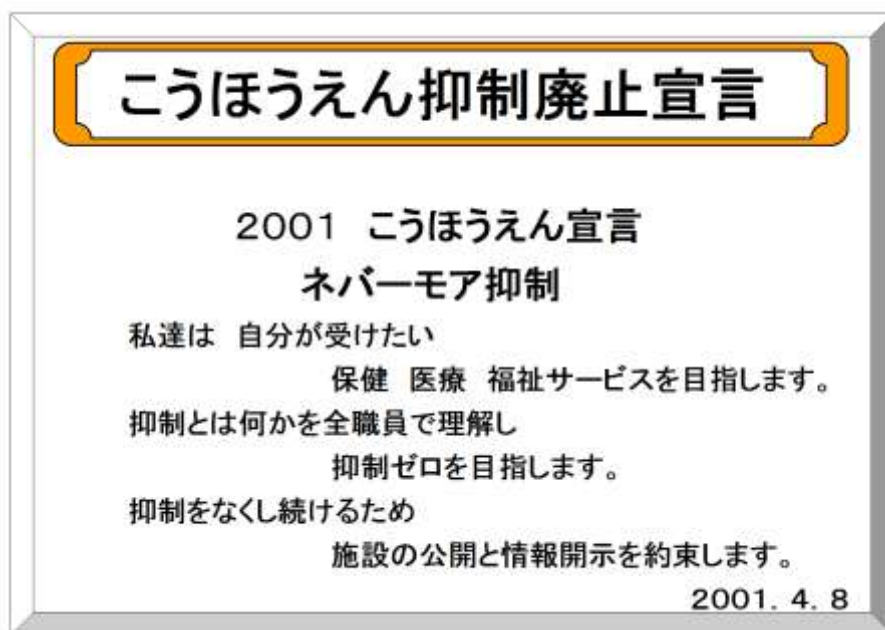 こうほうえん抑制廃止宣言
2001　こうほうえん宣言
ネバーモア抑制
私達は　自分が受けたい
保健　医療　福祉サービスを目指します。
抑制とは何かを全職員で理解し
抑制ゼロを目指します。
抑制をなくし続けるため
施設の公開と情報開示を約束します。
2001．4．8